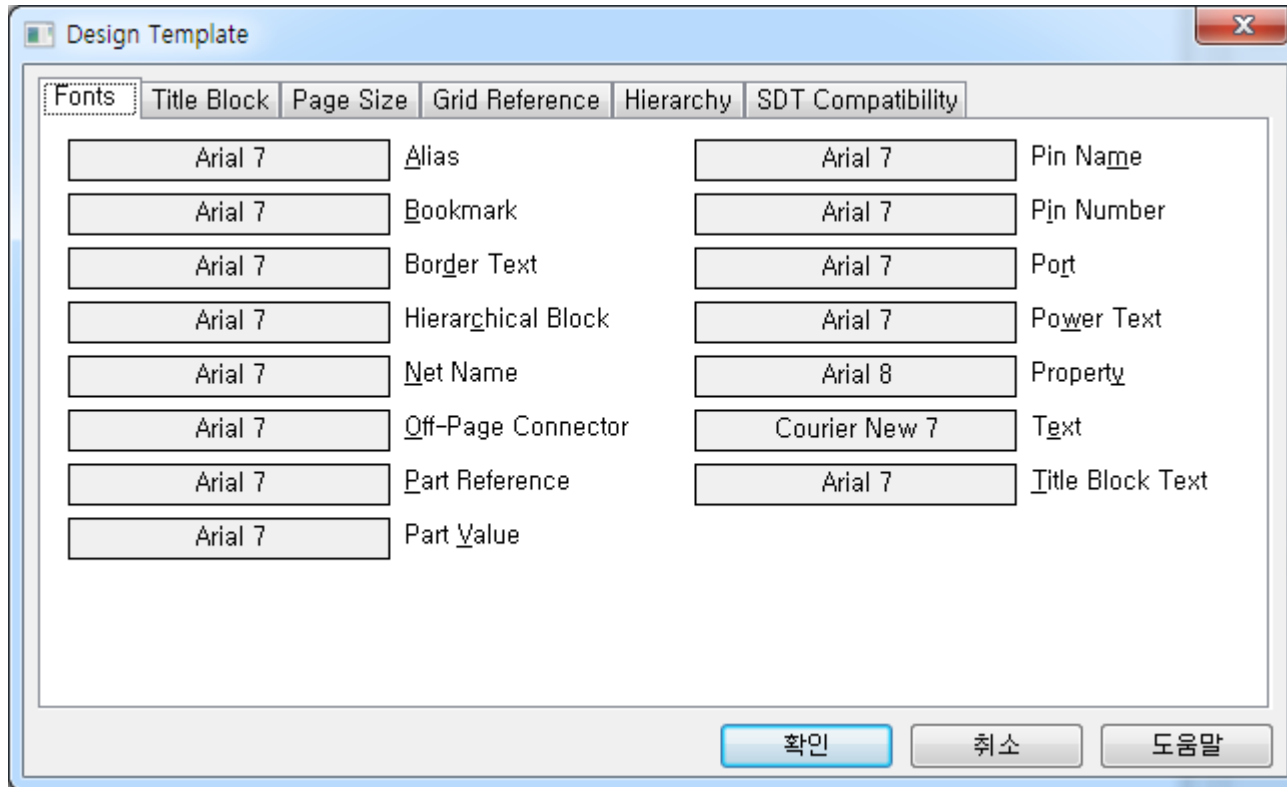 Design Template
Fonts Title Block Page Size Grid Reference Hierarchy SDT Compatibility
Arial 7 Alias Arial 7 Pin Name
Arial 7 Bookmark Arial 7 Pin Number
Arial 7 Border Text Arial 7 Port
Arial 7 Hierarchical Block Arial 7 Power Text
Arial 7 Net Name Arial 8 Property
Arial 7 Off-Page Connector Courier New 7 Text
Arial 7 Part Reference Arial 7 Title Block Text
Arial 7 Part Value
확인 취소 도움말